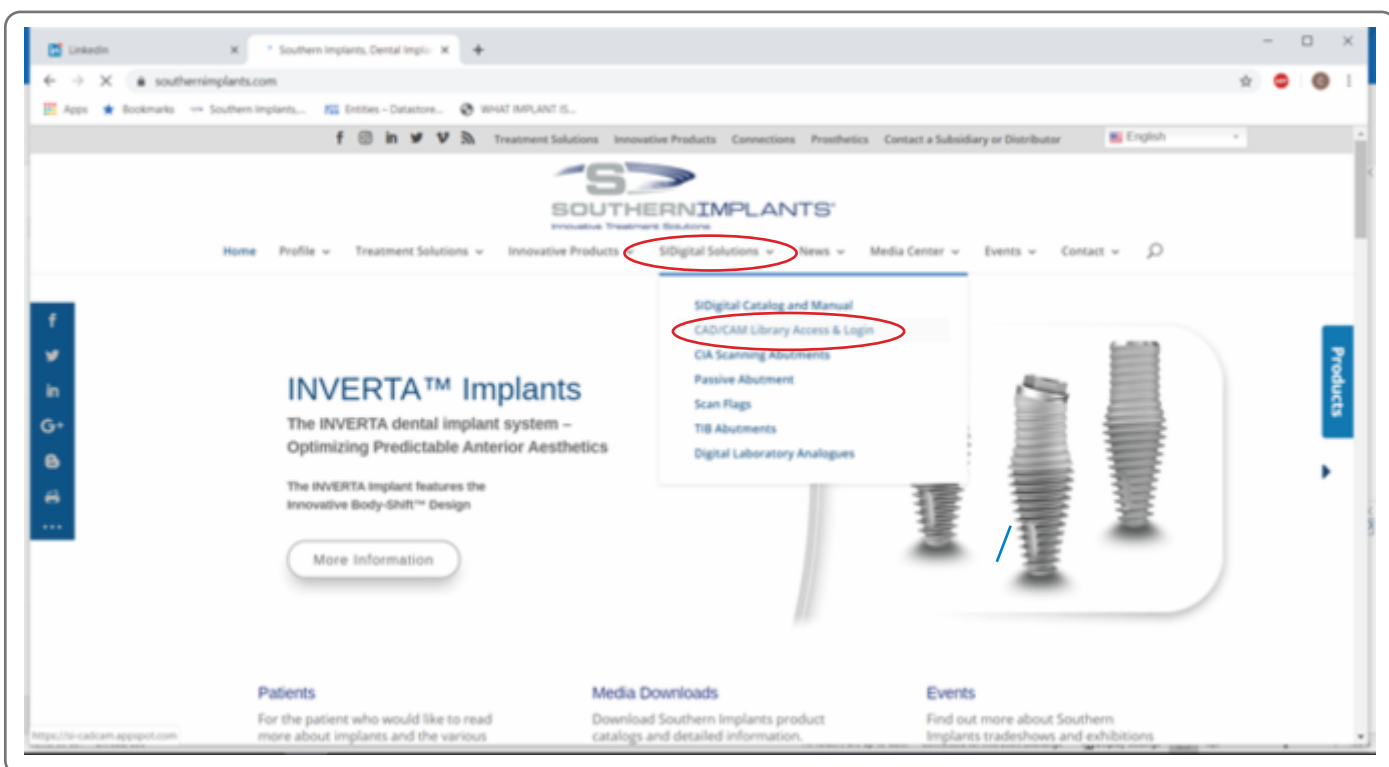 LinkedIn
Southern Implants, Dental Impla
southernimplants.com
Apps Bookmarks Southern Implants,... Entities – Datastore... WHAT IMPLANT IS...
Treatment Solutions Innovative Products Connections Prosthetics Contact a Subsidiary or Distributor English
SOUTHERNIMPLANTS®
Innovative Treatment Solutions
Home Profile Treatment Solutions Innovative Products SIDigital Solutions News Media Center Events Contact
SIDigital Catalog and Manual
CAD/CAM Library Access & Login
CIA Scanning Abutments
Passive Abutment
Scan Flags
TIB Abutments
Digital Laboratory Analogues
Products
INVERTA™ Implants
The INVERTA dental implant system –
Optimizing Predictable Anterior Aesthetics
The INVERTA Implant features the
Innovative Body-Shift™ Design
More Information
Patients
For the patient who would like to read
more about implants and the various
Media Downloads
Download Southern Implants product
catalogs and detailed information.
Events
Find out more about Southern
Implants tradeshows and exhibitions
https://si-cadcam.appspot.com